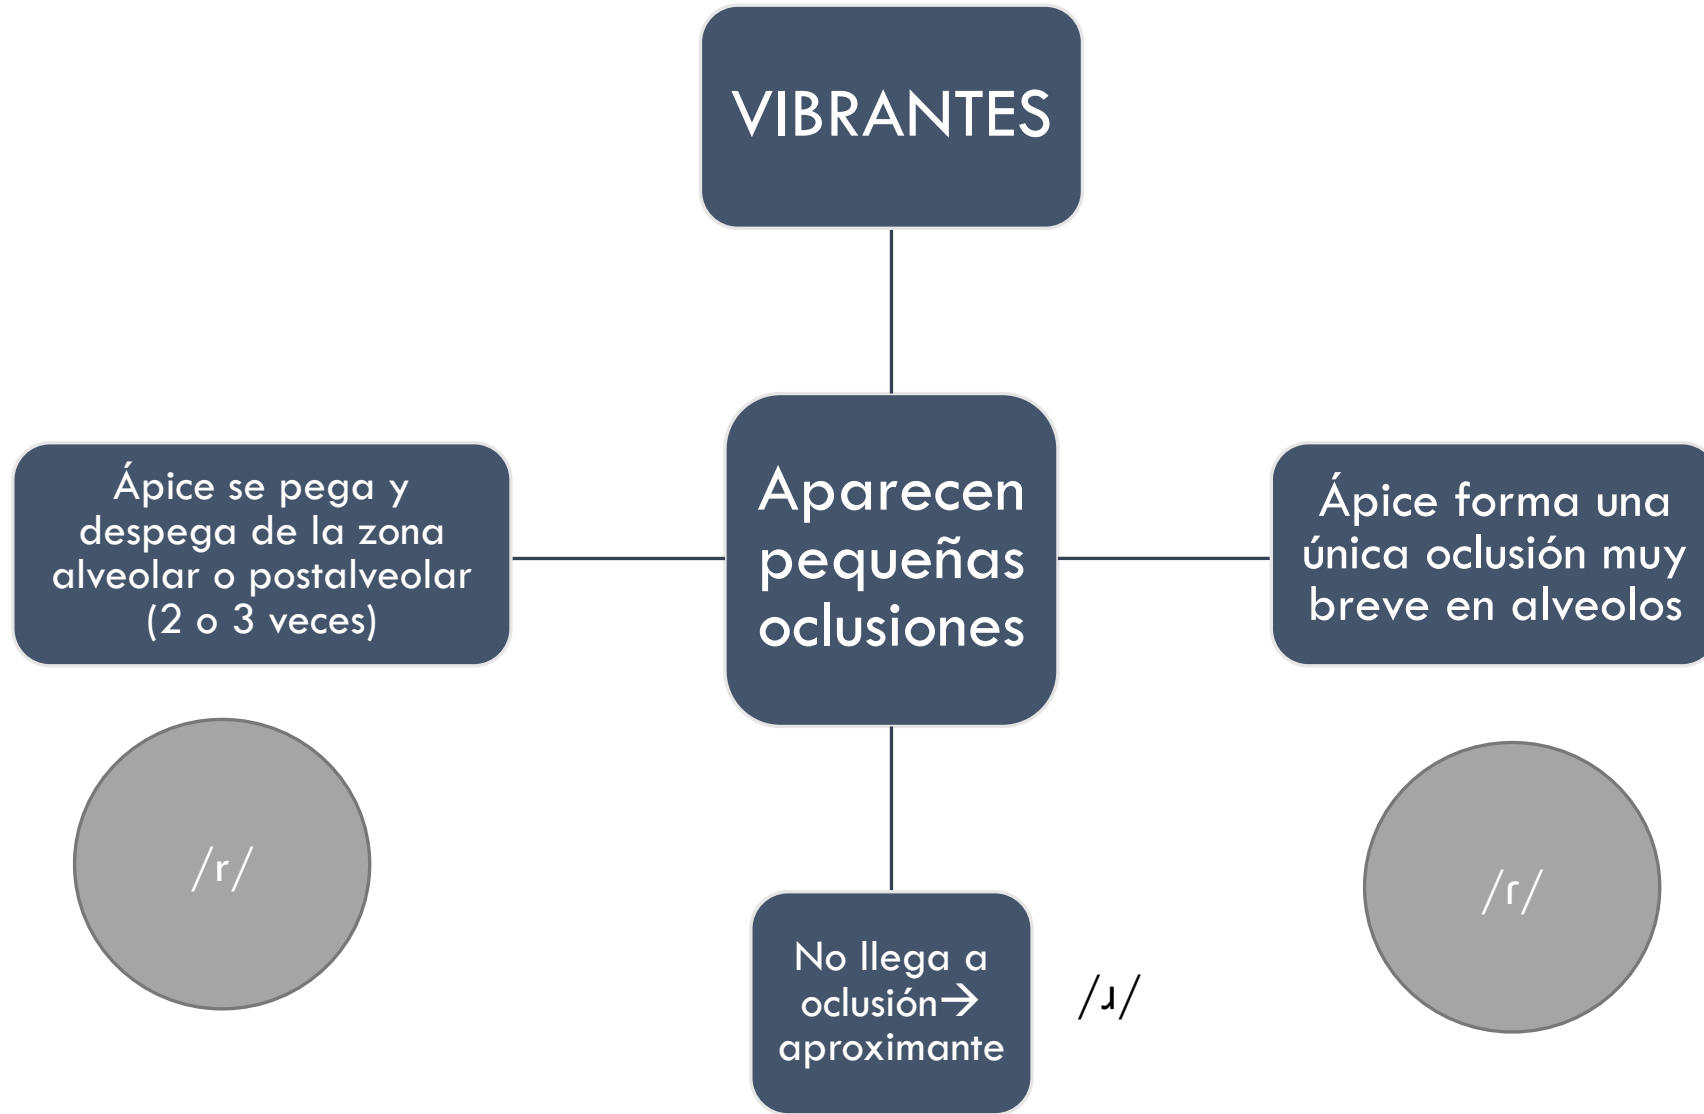 VIBRANTES
Ápice se pega y
despega de la zona
alveolar o postalveolar
(2 o 3 veces)
Aparecen
pequeñas
oclusiones
Ápice forma una
única oclusión muy
breve en alveolos
/r/
/ɾ/
No llega a
oclusión→
aproximante
/ɹ/